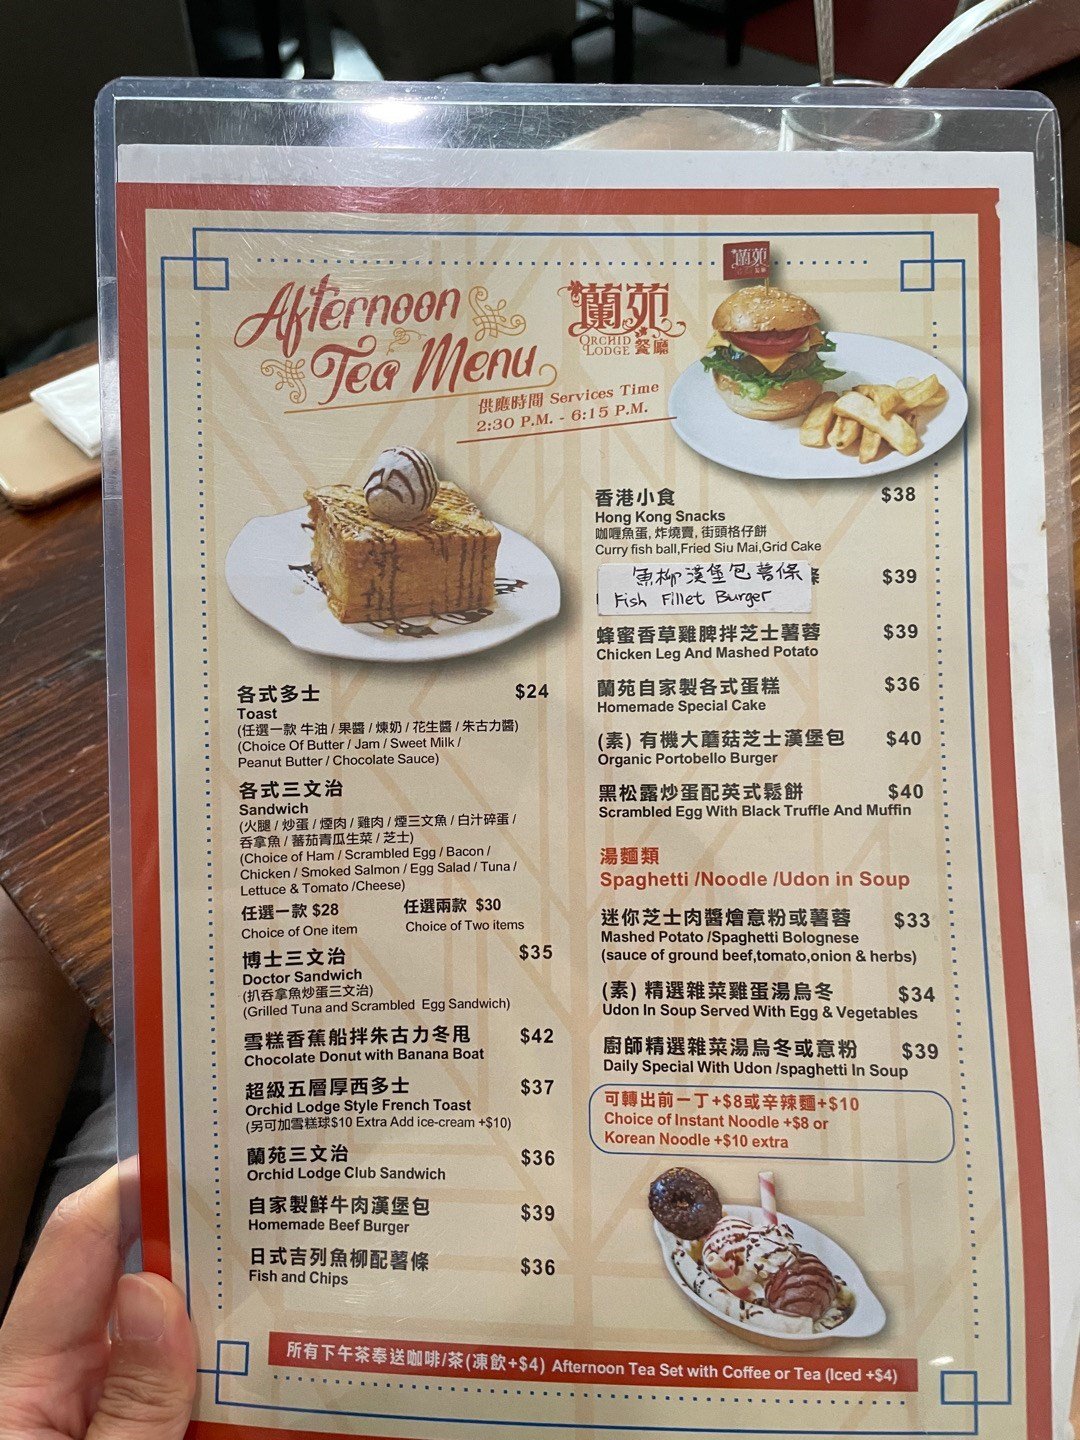 Afternoon
Tea Menu
蘭苑
ORCHID
LODGE 餐廳
供應時間 Services Time
2:30 P.M. - 6:15 P.M.
蘭苑
各式多士 $24
Toast
(任選一款 牛油 / 果醬 / 煉奶 / 花生醬 / 朱古力醬)
(Choice Of Butter / Jam / Sweet Milk /
Peanut Butter / Chocolate Sauce)
各式三文治
Sandwich
(火腿 / 炒蛋 / 煙肉 / 雞肉 / 煙三文魚 / 白汁碎蛋 /
吞拿魚 / 蕃茄青瓜生菜 / 芝士)
(Choice of Ham / Scrambled Egg / Bacon /
Chicken / Smoked Salmon / Egg Salad / Tuna /
Lettuce & Tomato /Cheese)
任選一款 $28 任選兩款 $30
Choice of One item Choice of Two items
博士三文治 $35
Doctor Sandwich
(扒吞拿魚炒蛋三文治)
(Grilled Tuna and Scrambled Egg Sandwich)
雪糕香蕉船拌朱古力冬甩 $42
Chocolate Donut with Banana Boat
超級五層厚西多士 $37
Orchid Lodge Style French Toast
(另可加雪糕球$10 Extra Add ice-cream +$10)
蘭苑三文治 $36
Orchid Lodge Club Sandwich
自家製鮮牛肉漢堡包 $39
Homemade Beef Burger
日式吉列魚柳配薯條 $36
Fish and Chips
香港小食 $38
Hong Kong Snacks
咖喱魚蛋, 炸燒賣, 街頭格仔餅
Curry fish ball,Fried Siu Mai,Grid Cake
魚柳漢堡包薯條 $39
Fish Fillet Burger
蜂蜜香草雞脾拌芝士薯蓉 $39
Chicken Leg And Mashed Potato
蘭苑自家製各式蛋糕 $36
Homemade Special Cake
(素) 有機大蘑菇芝士漢堡包 $40
Organic Portobello Burger
黑松露炒蛋配英式鬆餅 $40
Scrambled Egg With Black Truffle And Muffin
湯麵類
Spaghetti /Noodle /Udon in Soup
迷你芝士肉醬燴意粉或薯蓉 $33
Mashed Potato /Spaghetti Bolognese
(sauce of ground beef,tomato,onion & herbs)
(素) 精選雜菜雞蛋湯烏冬 $34
Udon In Soup Served With Egg & Vegetables
廚師精選雜菜湯烏冬或意粉 $39
Daily Special With Udon /spaghetti In Soup
可轉出前一丁+$8或辛辣麵+$10
Choice of Instant Noodle +$8 or
Korean Noodle +$10 extra
所有下午茶奉送咖啡/茶(凍飲+$4) Afternoon Tea Set with Coffee or Tea (Iced +$4)